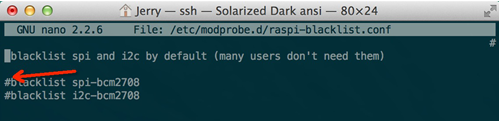 Jerry — ssh — Solarized Dark ansi — 80×24
GNU nano 2.2.6 File: /etc/modprobe.d/raspi-blacklist.conf
#
blacklist spi and i2c by default (many users don't need them)
#blacklist spi-bcm2708
#blacklist i2c-bcm2708